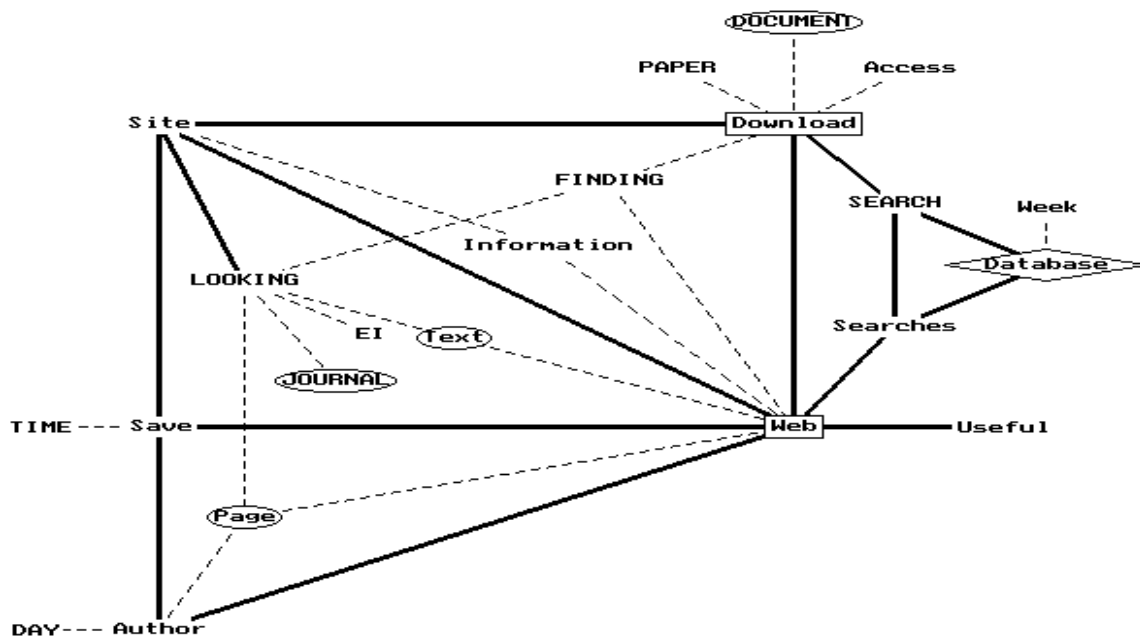 DOCUMENT
PAPER
Access
Site
Download
FINDING
SEARCH
Week
Information
Database
LOOKING
EI
Text
Searches
JOURNAL
TIME
Save
Web
Useful
Page
DAY
Author